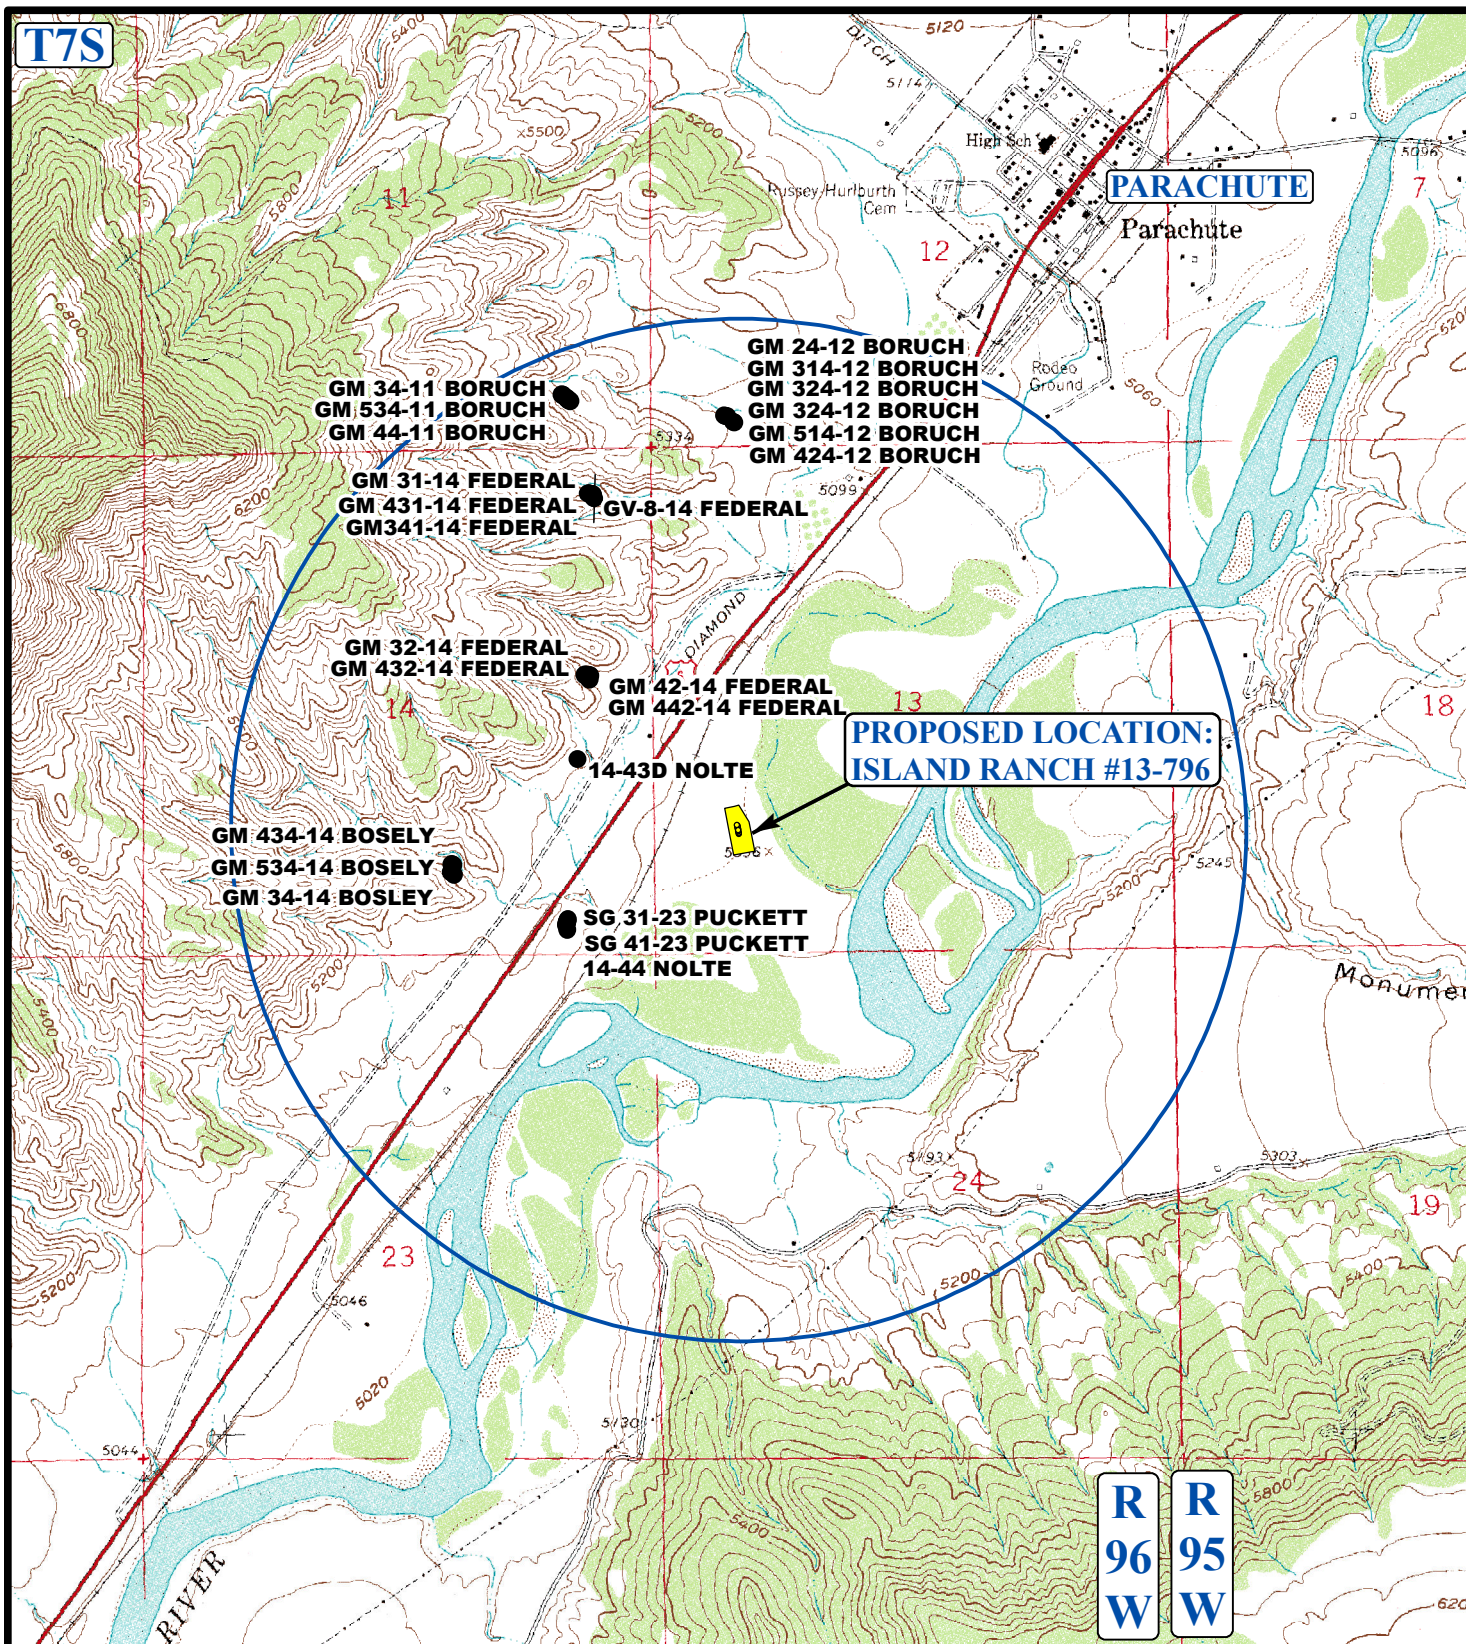 T7S
5400
5120
DITCH
5114
×5500
5200
High Sch
5096
11
5800
Russey-Hurlburth
Cem
PARACHUTE
7
Parachute
12
6800
5200
GM 24-12 BORUCH
GM 314-12 BORUCH
GM 324-12 BORUCH
GM 324-12 BORUCH
GM 514-12 BORUCH
GM 424-12 BORUCH
Rodeo
Ground
5060
GM 34-11 BORUCH
GM 534-11 BORUCH
GM 44-11 BORUCH
5334
6200
GM 31-14 FEDERAL
GM 431-14 FEDERAL
GM341-14 FEDERAL
GV-8-14 FEDERAL
5099
DIAMOND
6
GM 32-14 FEDERAL
GM 432-14 FEDERAL
GM 42-14 FEDERAL
GM 442-14 FEDERAL
14
13
18
PROPOSED LOCATION:
ISLAND RANCH #13-796
14-43D NOLTE
GM 434-14 BOSELY
GM 534-14 BOSELY
GM 34-14 BOSLEY
5800
×
5245
5200
SG 31-23 PUCKETT
SG 41-23 PUCKETT
14-44 NOLTE
5200
5400
Monumen
5193×
5303
24
19
23
5200
5046
5200
5400
5020
5130
5044
5800
5400
R
96
W
R
95
W
RIVER
620